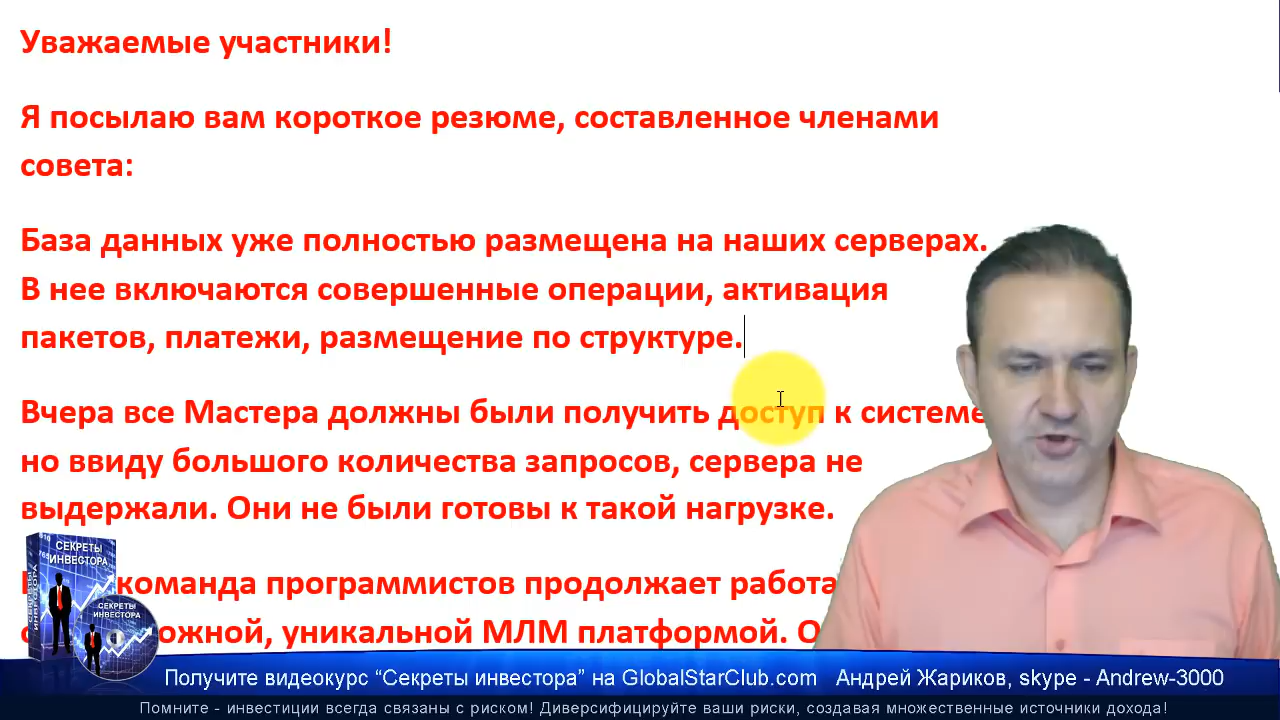 Уважаемые участники!
Я посылаю вам короткое резюме, составленное членами
совета:
База данных уже полностью размещена на наших серверах.
В нее включаются совершенные операции, активация
пакетов, платежи, размещение по структуре.
Вчера все Мастера должны были получить доступ к системе
но ввиду большого количества запросов, сервера не
выдержали. Они не были готовы к такой нагрузке.
команда программистов продолжает работа
ожной, уникальной МЛМ платформой. О
СЕКРЕТЫ
ИНВЕСТОРА
СЕКРЕТЫ ИНВЕСТОРА
СЕКРЕТЫ
ИНВЕСТОРА
Получите видеокурс “Секреты инвестора” на GlobalStarClub.com Андрей Жариков, skype - Andrew-3000
Помните - инвестиции всегда связаны с риском! Диверсифицируйте ваши риски, создавая множественные источники дохода!